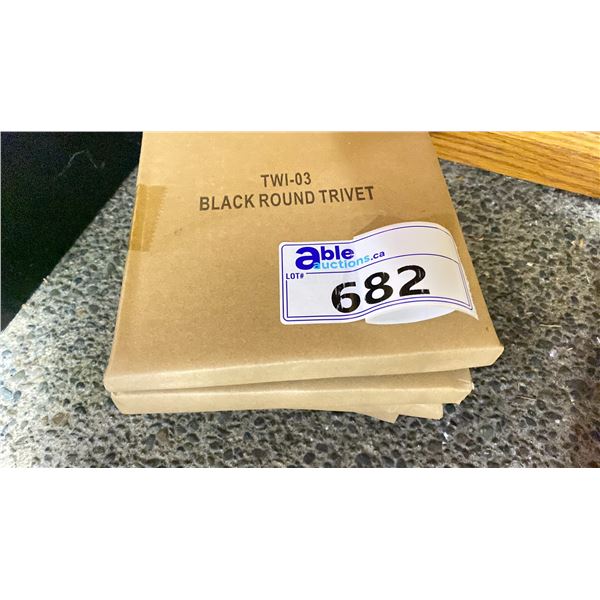 TWI-03
BLACK ROUND TRIVET
able
auctions.ca
LOT#
682